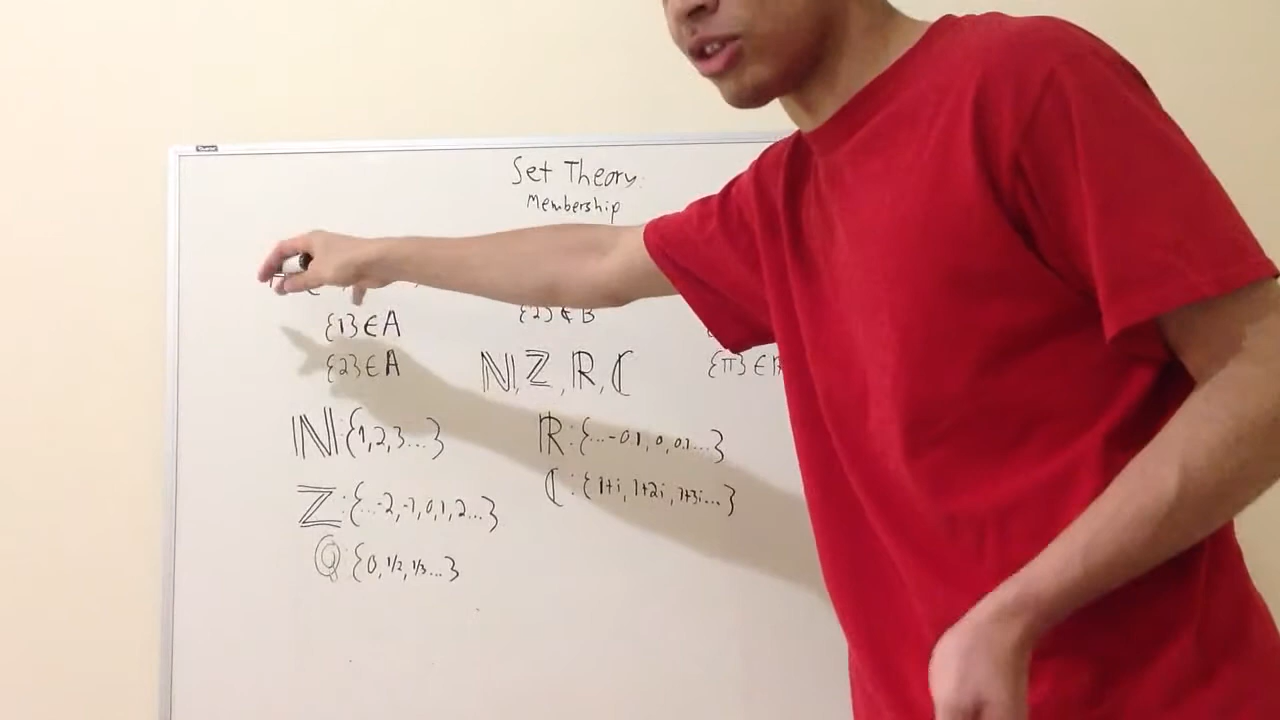 Set Theory:
Membership
{1}∈A
{2}∈A
{2}∉B
ℕ, ℤ, ℝ, ℂ
{π}∈
ℕ:{1,2,3...}
ℤ:{...-2,-1,0,1,2...}
ℚ:{0,1/2,1/3...}
ℝ:{...-0.1,0,0.1...}
ℂ:{1+i,1+2i,1+3i...}